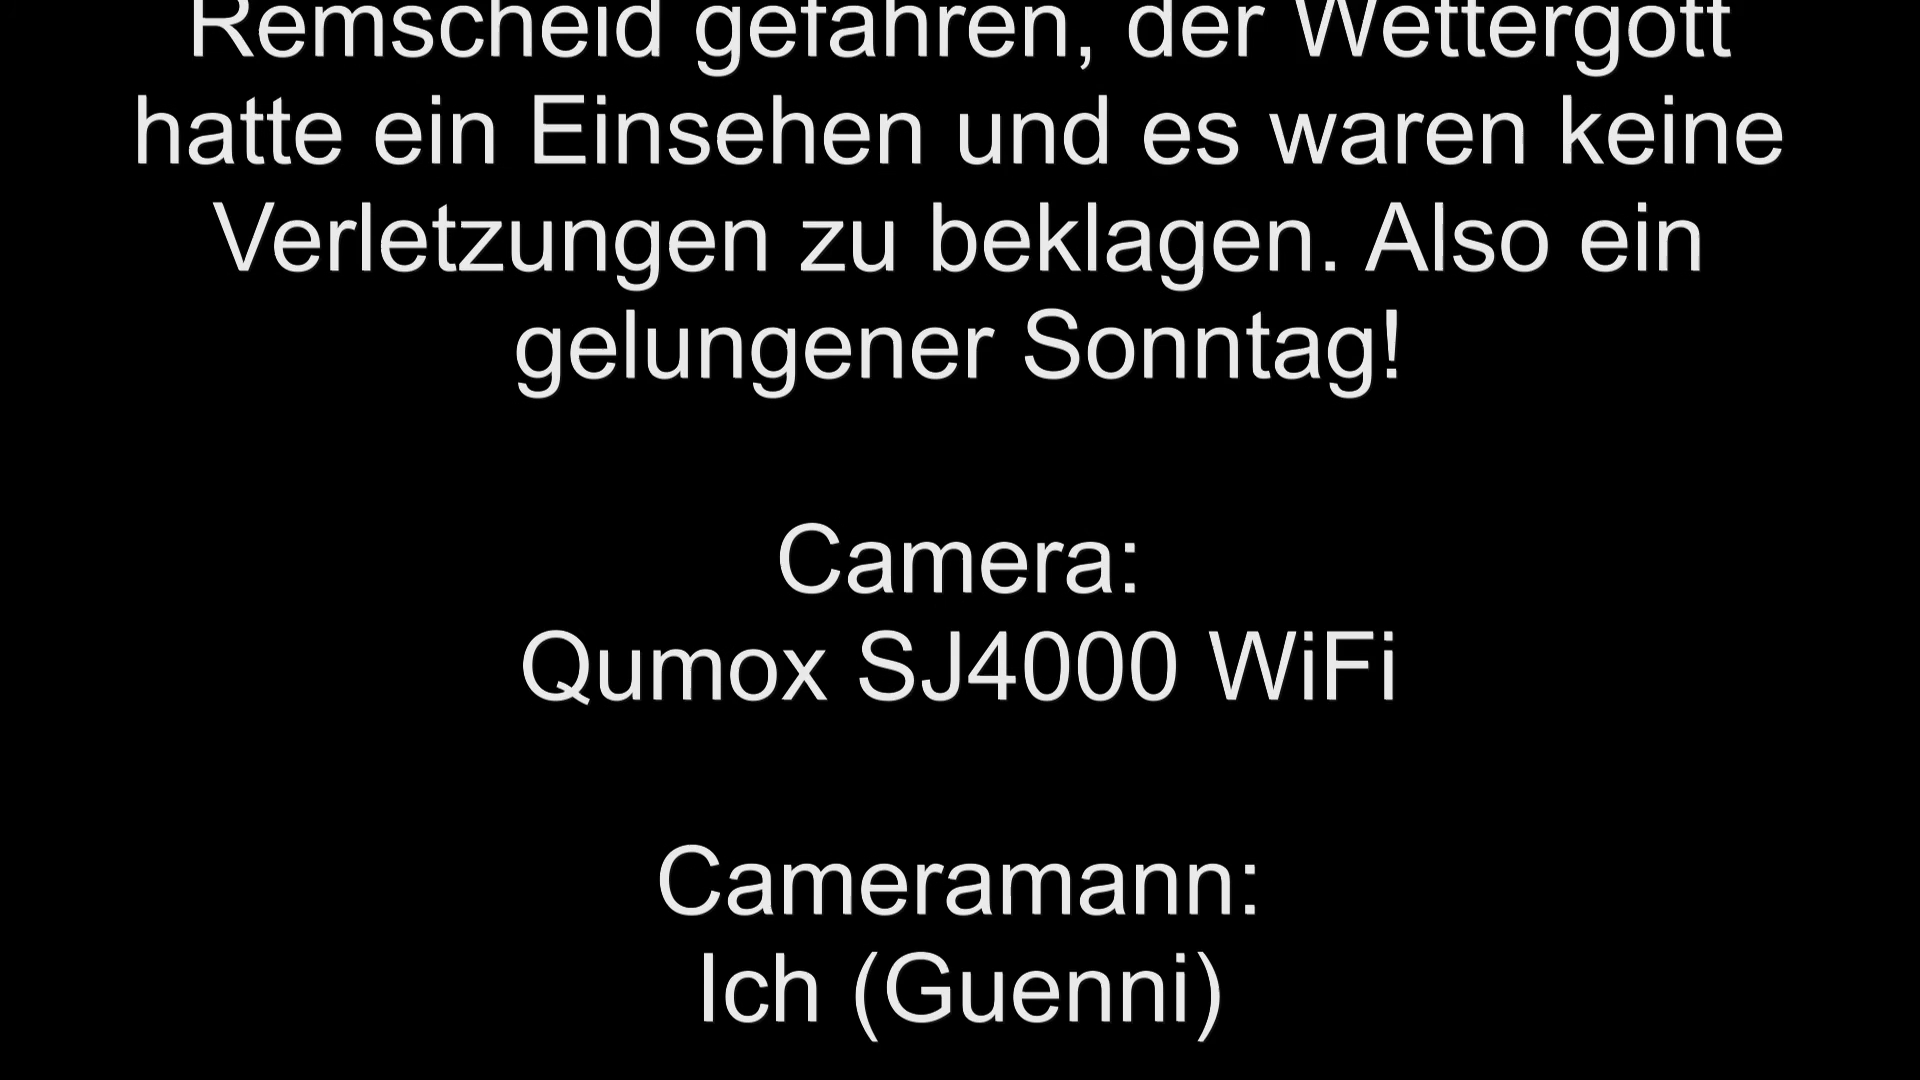 Remscheid gefahren, der Wettergott
hatte ein Einsehen und es waren keine
Verletzungen zu beklagen. Also ein
gelungener Sonntag!
Camera:
Qumox SJ4000 WiFi
Cameramann:
Ich (Guenni)